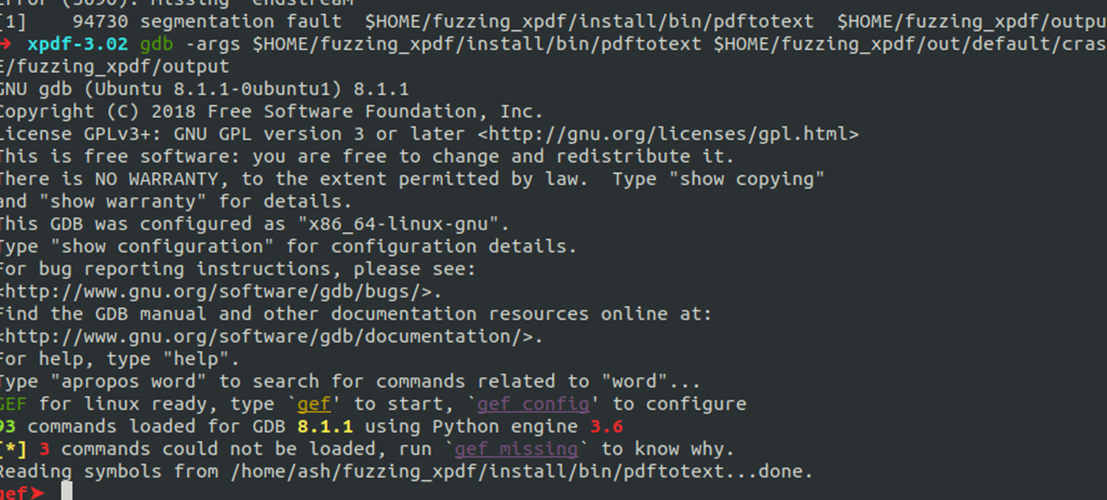 [1]    94730 segmentation fault  $HOME/fuzzing_xpdf/install/bin/pdftotext  $HOME/fuzzing_xpdf/outpu
➜  xpdf-3.02 gdb -args $HOME/fuzzing_xpdf/install/bin/pdftotext $HOME/fuzzing_xpdf/out/default/cras
E/fuzzing_xpdf/output
GNU gdb (Ubuntu 8.1.1-0ubuntu1) 8.1.1
Copyright (C) 2018 Free Software Foundation, Inc.
License GPLv3+: GNU GPL version 3 or later <http://gnu.org/licenses/gpl.html>
This is free software: you are free to change and redistribute it.
There is NO WARRANTY, to the extent permitted by law.  Type "show copying"
and "show warranty" for details.
This GDB was configured as "x86_64-linux-gnu".
Type "show configuration" for configuration details.
For bug reporting instructions, please see:
<http://www.gnu.org/software/gdb/bugs/>.
Find the GDB manual and other documentation resources online at:
<http://www.gnu.org/software/gdb/documentation/>.
For help, type "help".
Type "apropos word" to search for commands related to "word"...
GEF for linux ready, type `gef' to start, `gef config' to configure
93 commands loaded for GDB 8.1.1 using Python engine 3.6
[*] 3 commands could not be loaded, run `gef missing` to know why.
Reading symbols from /home/ash/fuzzing_xpdf/install/bin/pdftotext...done.
gef➤